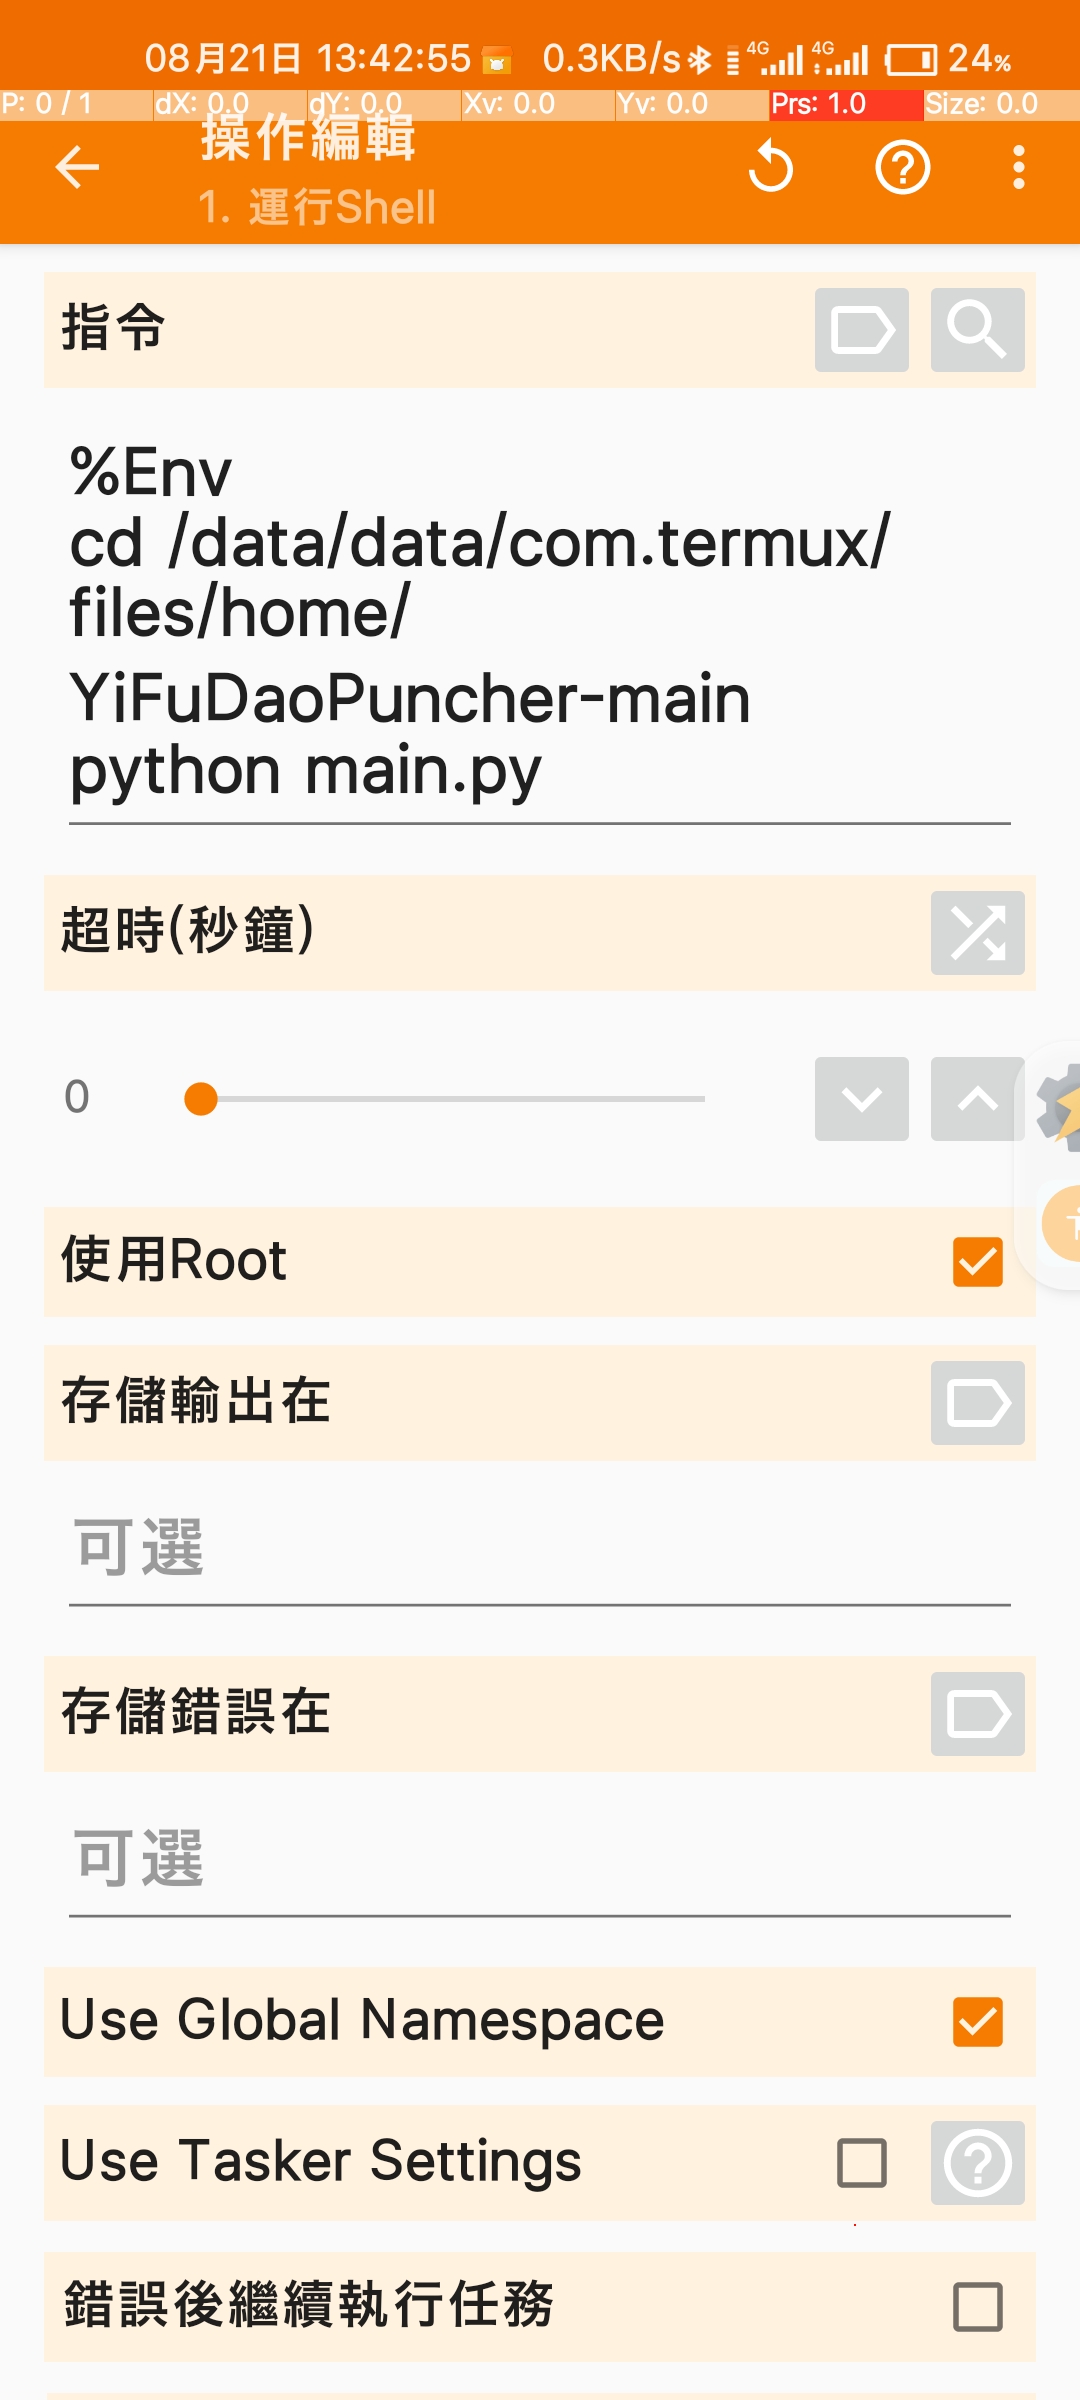 08月21日 13:42:55 0.3KB/s 4G 4G 24%
P: 0 / 1 dX: 0.0 dY: 0.0 Xv: 0.0 Yv: 0.0 Prs: 1.0 Size: 0.0
操作編輯
1. 運行Shell
指令
%Env
cd /data/data/com.termux/
files/home/
YiFuDaoPuncher-main
python main.py
超時(秒鐘)
0
使用Root
存儲輸出在
可選
存儲錯誤在
可選
Use Global Namespace
Use Tasker Settings
錯誤後繼續執行任務